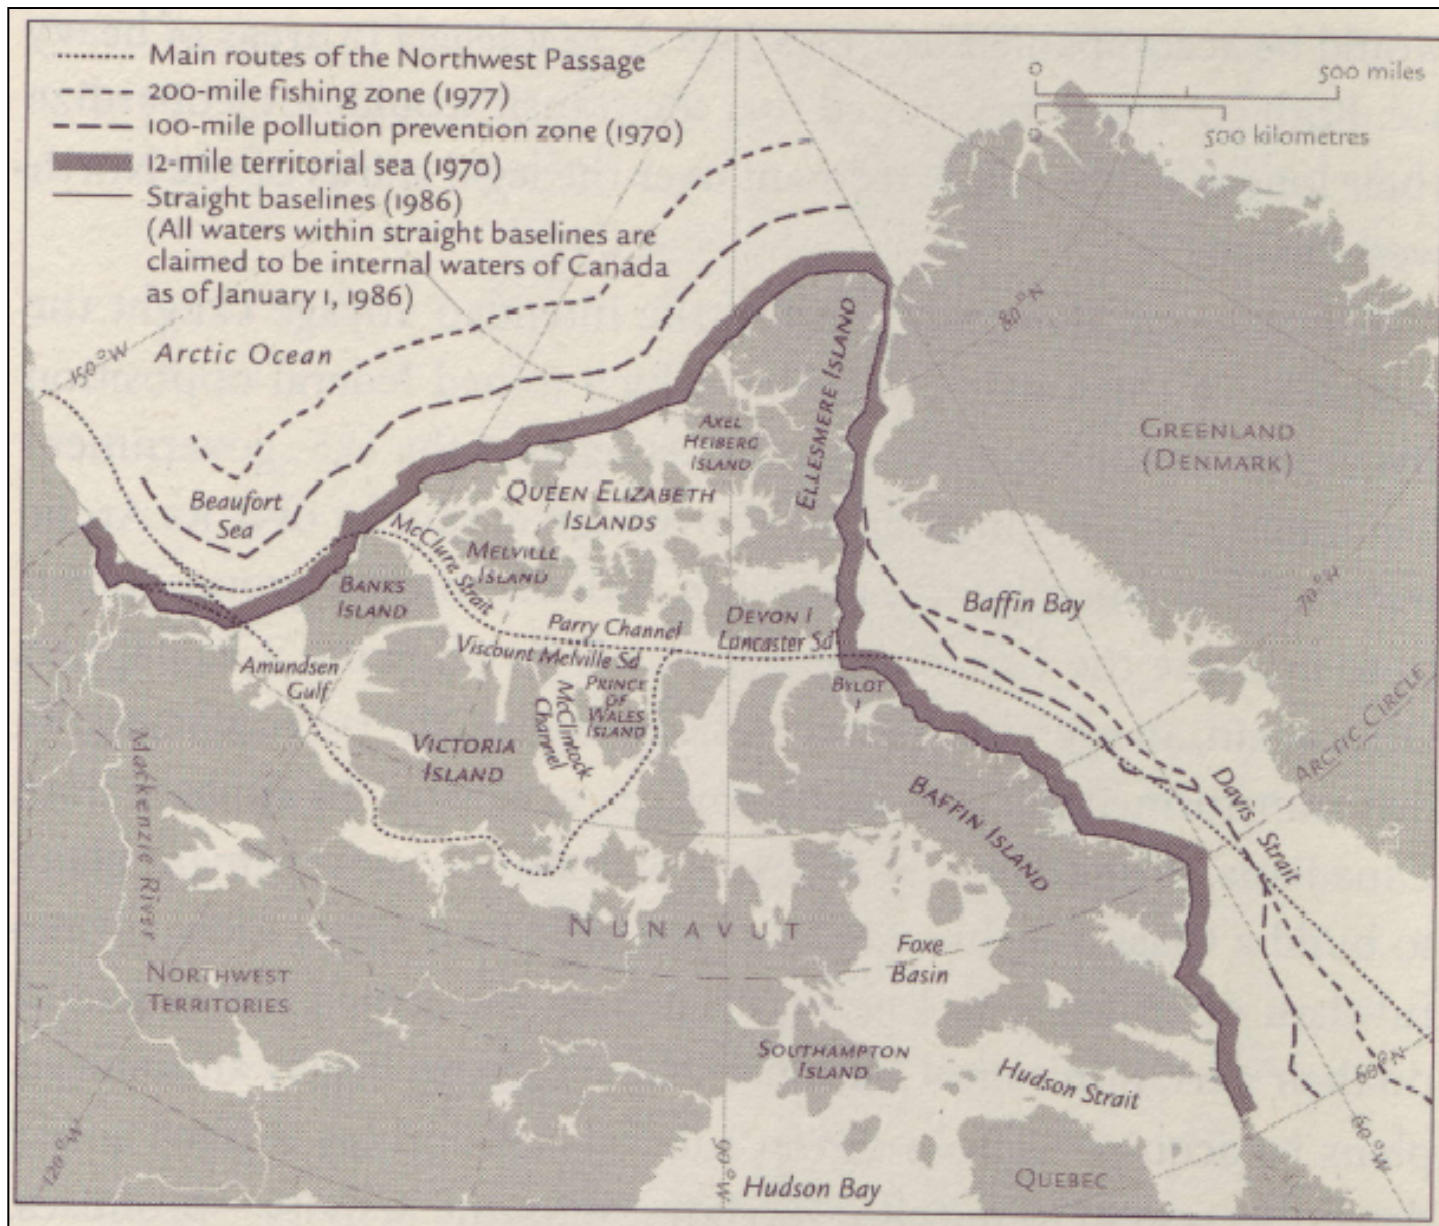 Main routes of the Northwest Passage
200-mile fishing zone (1977)
100-mile pollution prevention zone (1970)
12-mile territorial sea (1970)
Straight baselines (1986)
(All waters within straight baselines are
claimed to be internal waters of Canada
as of January 1, 1986)
500 miles
500 kilometres
150°W
Arctic Ocean
80°N
ELLESMERE ISLAND
AXEL
HEIBERG
ISLAND
GREENLAND
(DENMARK)
Beaufort
Sea
QUEEN ELIZABETH
ISLANDS
McClure Strait
MELVILLE
ISLAND
BANKS
ISLAND
Baffin Bay
70°N
DEVON I
Lancaster Sd
Parry Channel
Viscount Melville Sd
Amundsen
Gulf
PRINCE
OF
WALES
ISLAND
McClintock
Channel
BYLOT
I
VICTORIA
ISLAND
ARCTIC CIRCLE
Davis Strait
BAFFIN ISLAND
Mackenzie River
NUNAVUT
Foxe
Basin
NORTHWEST
TERRITORIES
SOUTHAMPTON
ISLAND
Hudson Strait
60°N
60°W
120°W
90°W
Hudson Bay
QUEBEC